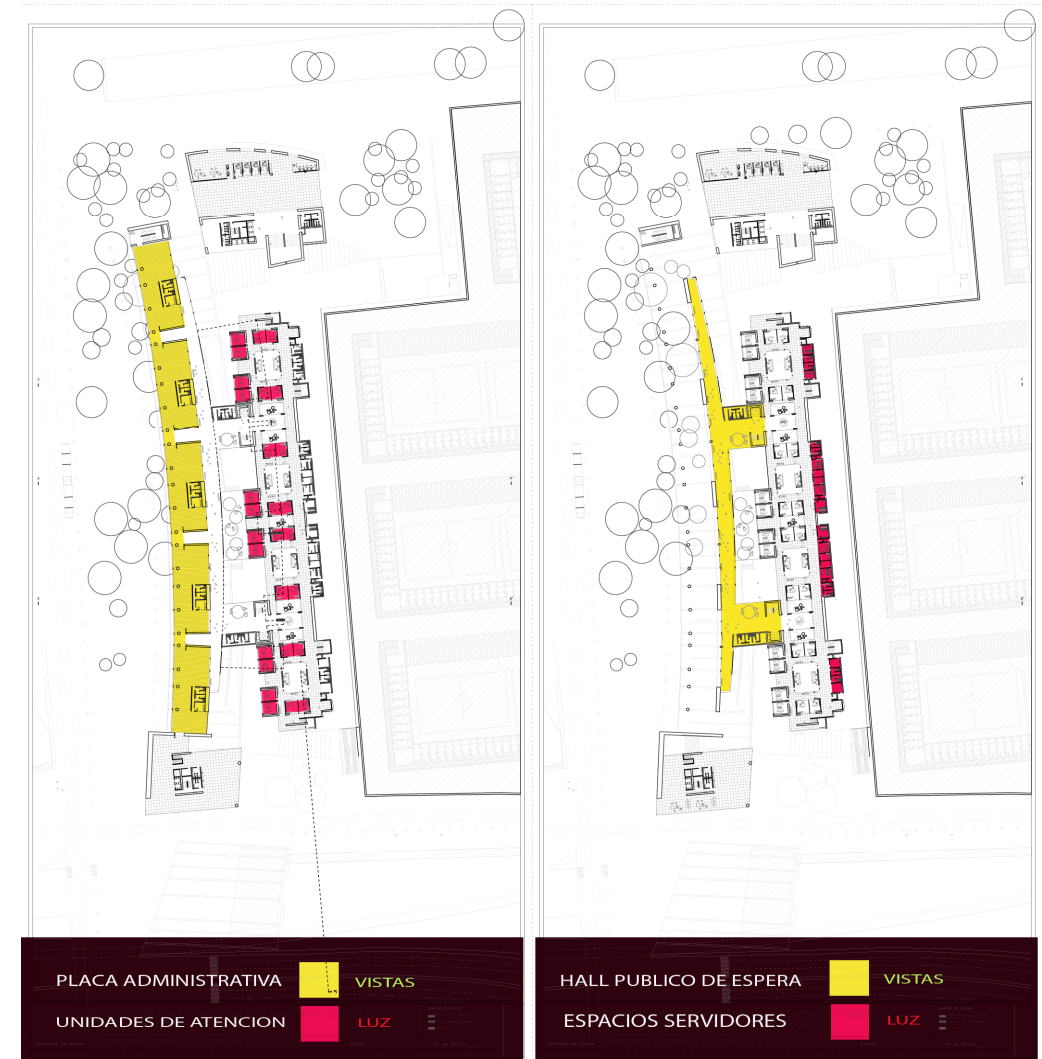 PLACA ADMINISTRATIVA VISTAS
UNIDADES DE ATENCION LUZ
HALL PUBLICO DE ESPERA VISTAS
ESPACIOS SERVIDORES LUZ